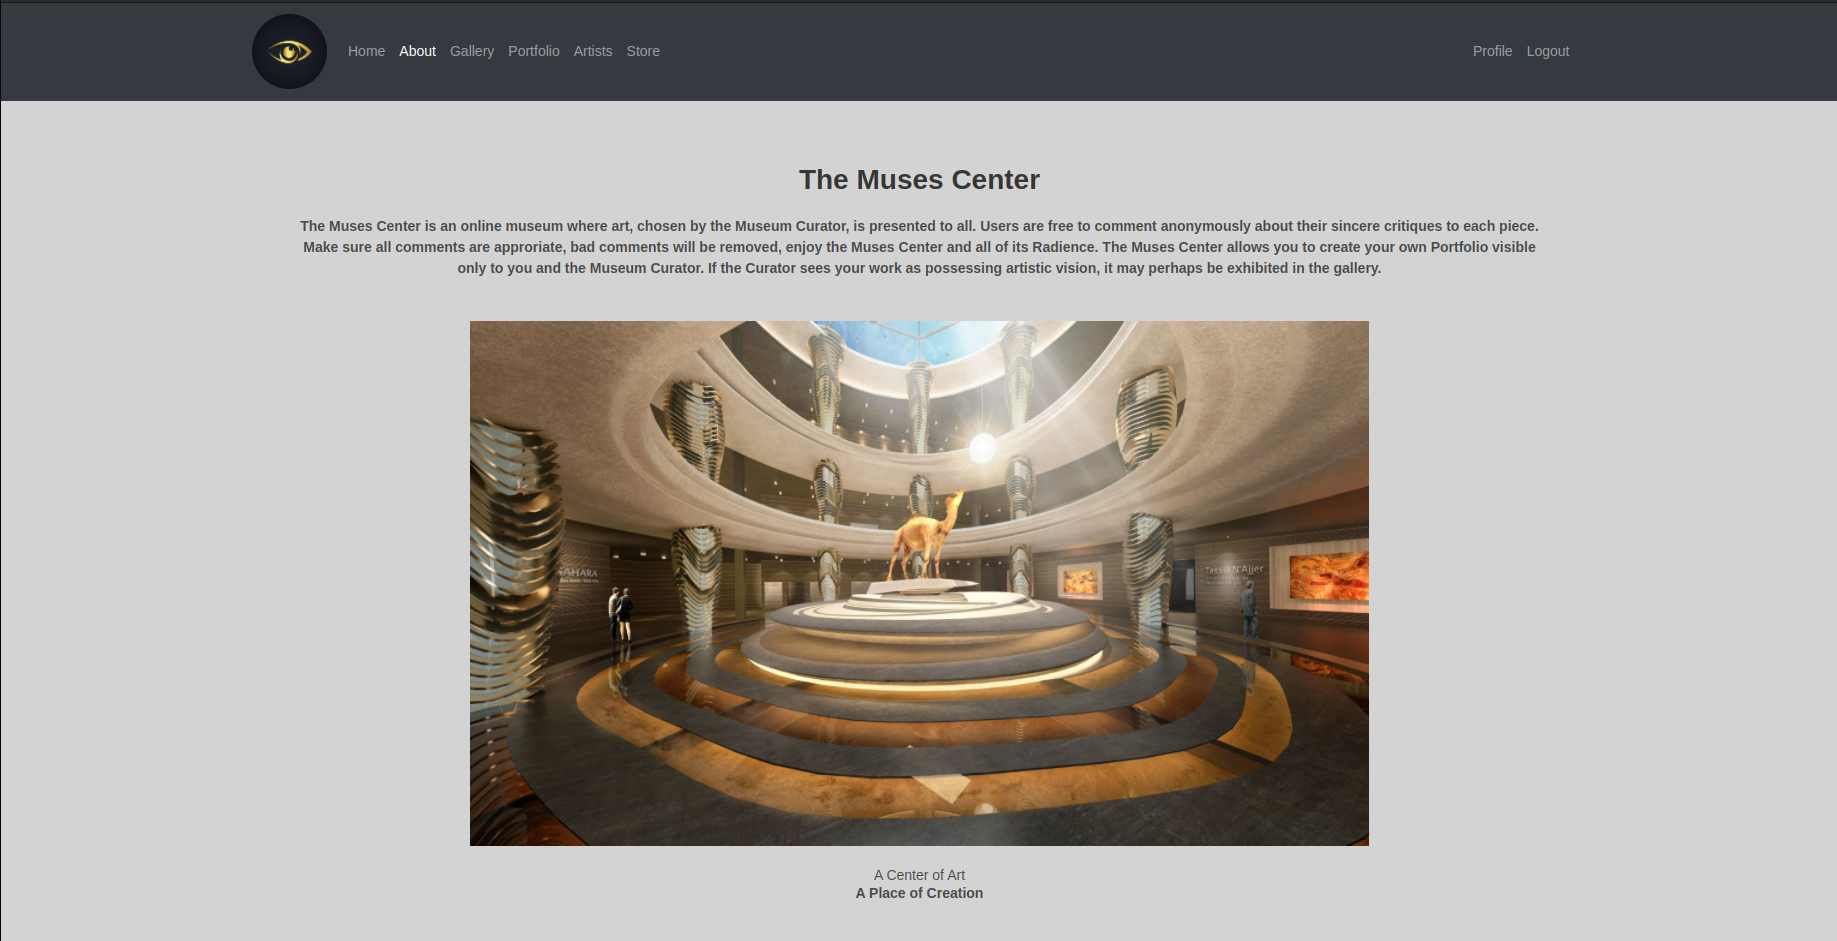 Home About Gallery Portfolio Artists Store Profile Logout
The Muses Center
The Muses Center is an online museum where art, chosen by the Museum Curator, is presented to all. Users are free to comment anonymously about their sincere critiques to each piece.
Make sure all comments are approriate, bad comments will be removed, enjoy the Muses Center and all of its Radience. The Muses Center allows you to create your own Portfolio visible
only to you and the Museum Curator. If the Curator sees your work as possessing artistic vision, it may perhaps be exhibited in the gallery.
SAHARA
Tassili N'Ajjer
A Center of Art
A Place of Creation